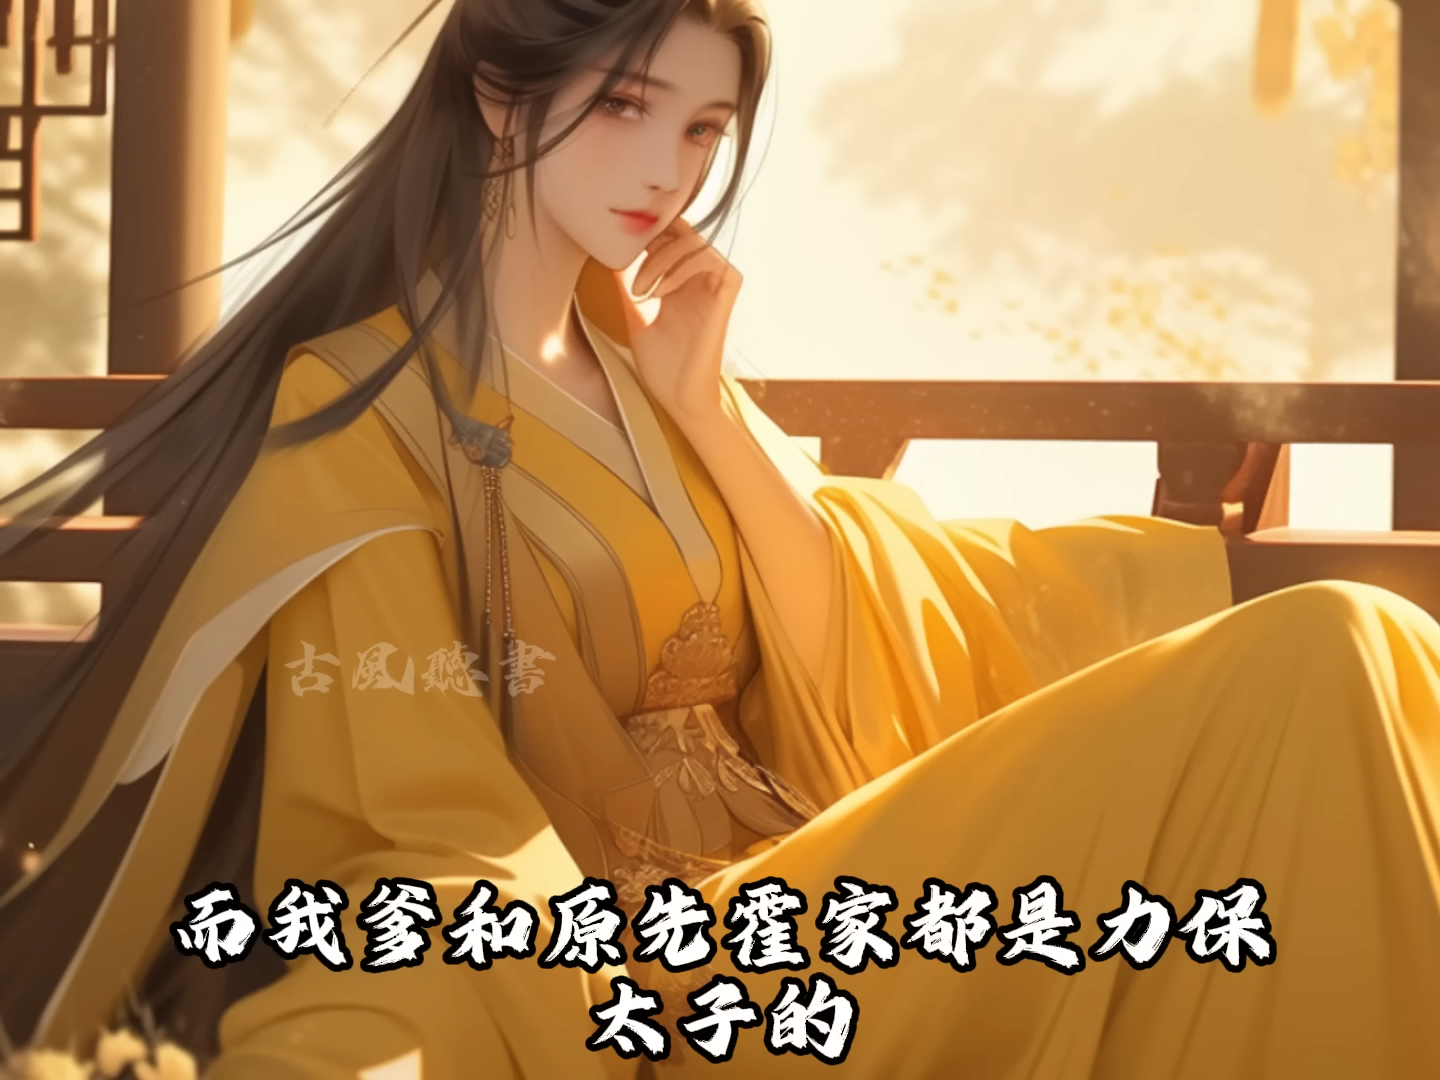 古風聽書
而我爹和原先霍家都是力保
太子的